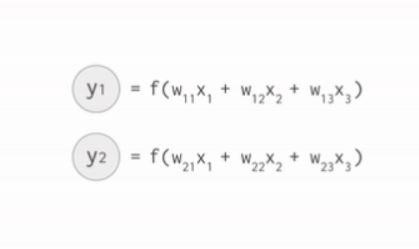 y1 = f(w₁₁x₁ + w₁₂x₂ + w₁₃x₃)
y2 = f(w₂₁x₁ + w₂₂x₂ + w₂₃x₃)